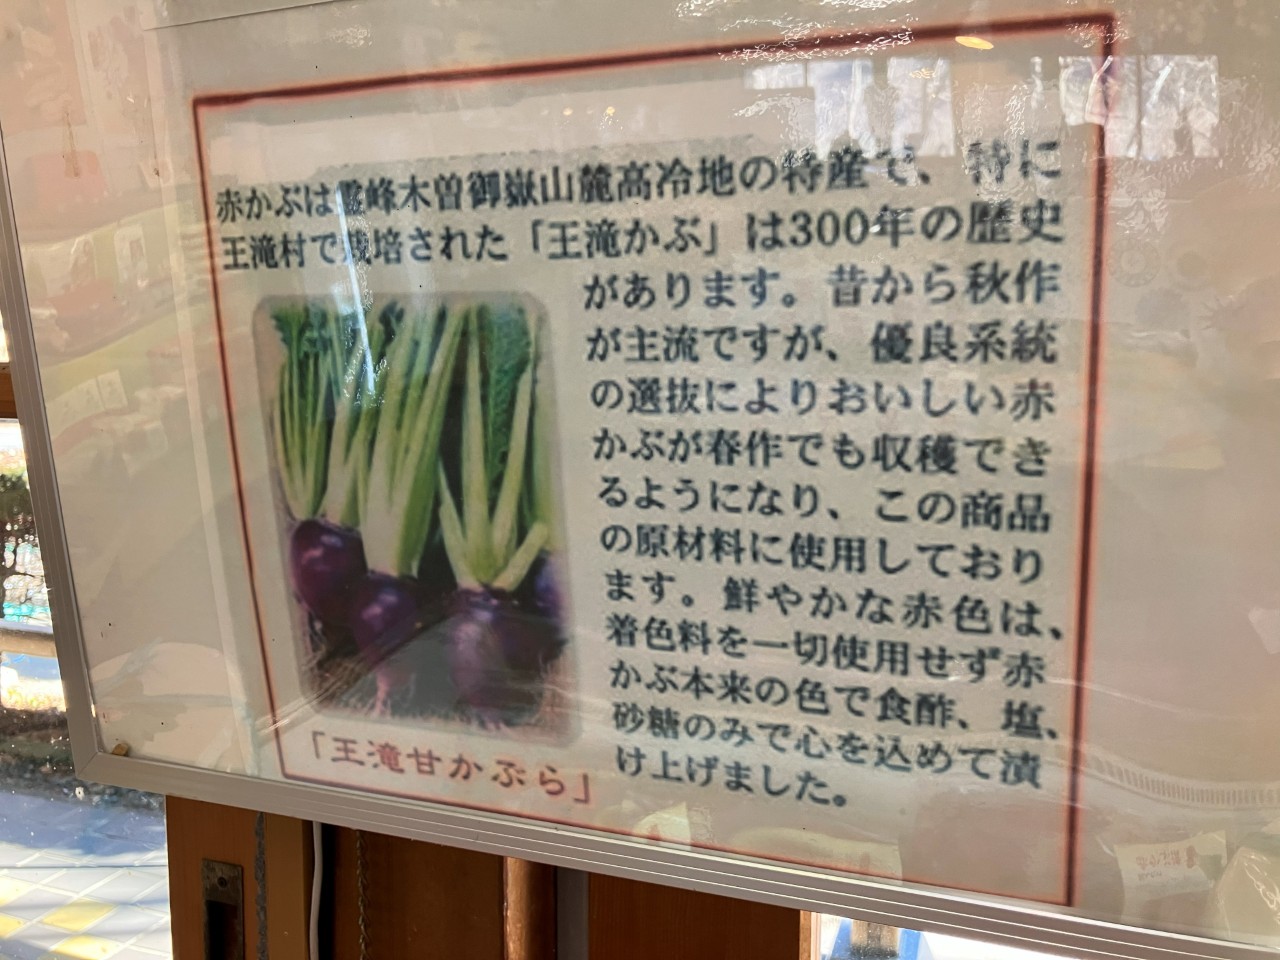 赤かぶは霊峰木曽御嶽山麓高冷地の特産で、特に
王滝村で栽培された「王滝かぶ」は300年の歴史
があります。昔から秋作
が主流ですが、優良系統
の選抜によりおいしい赤
かぶが春作でも収穫でき
るようになり、この商品
の原材料に使用しており
ます。鮮やかな赤色は、
着色料を一切使用せず赤
かぶ本来の色で食酢、塩、
砂糖のみで心を込めて漬
け上げました。
「王滝甘かぶら」